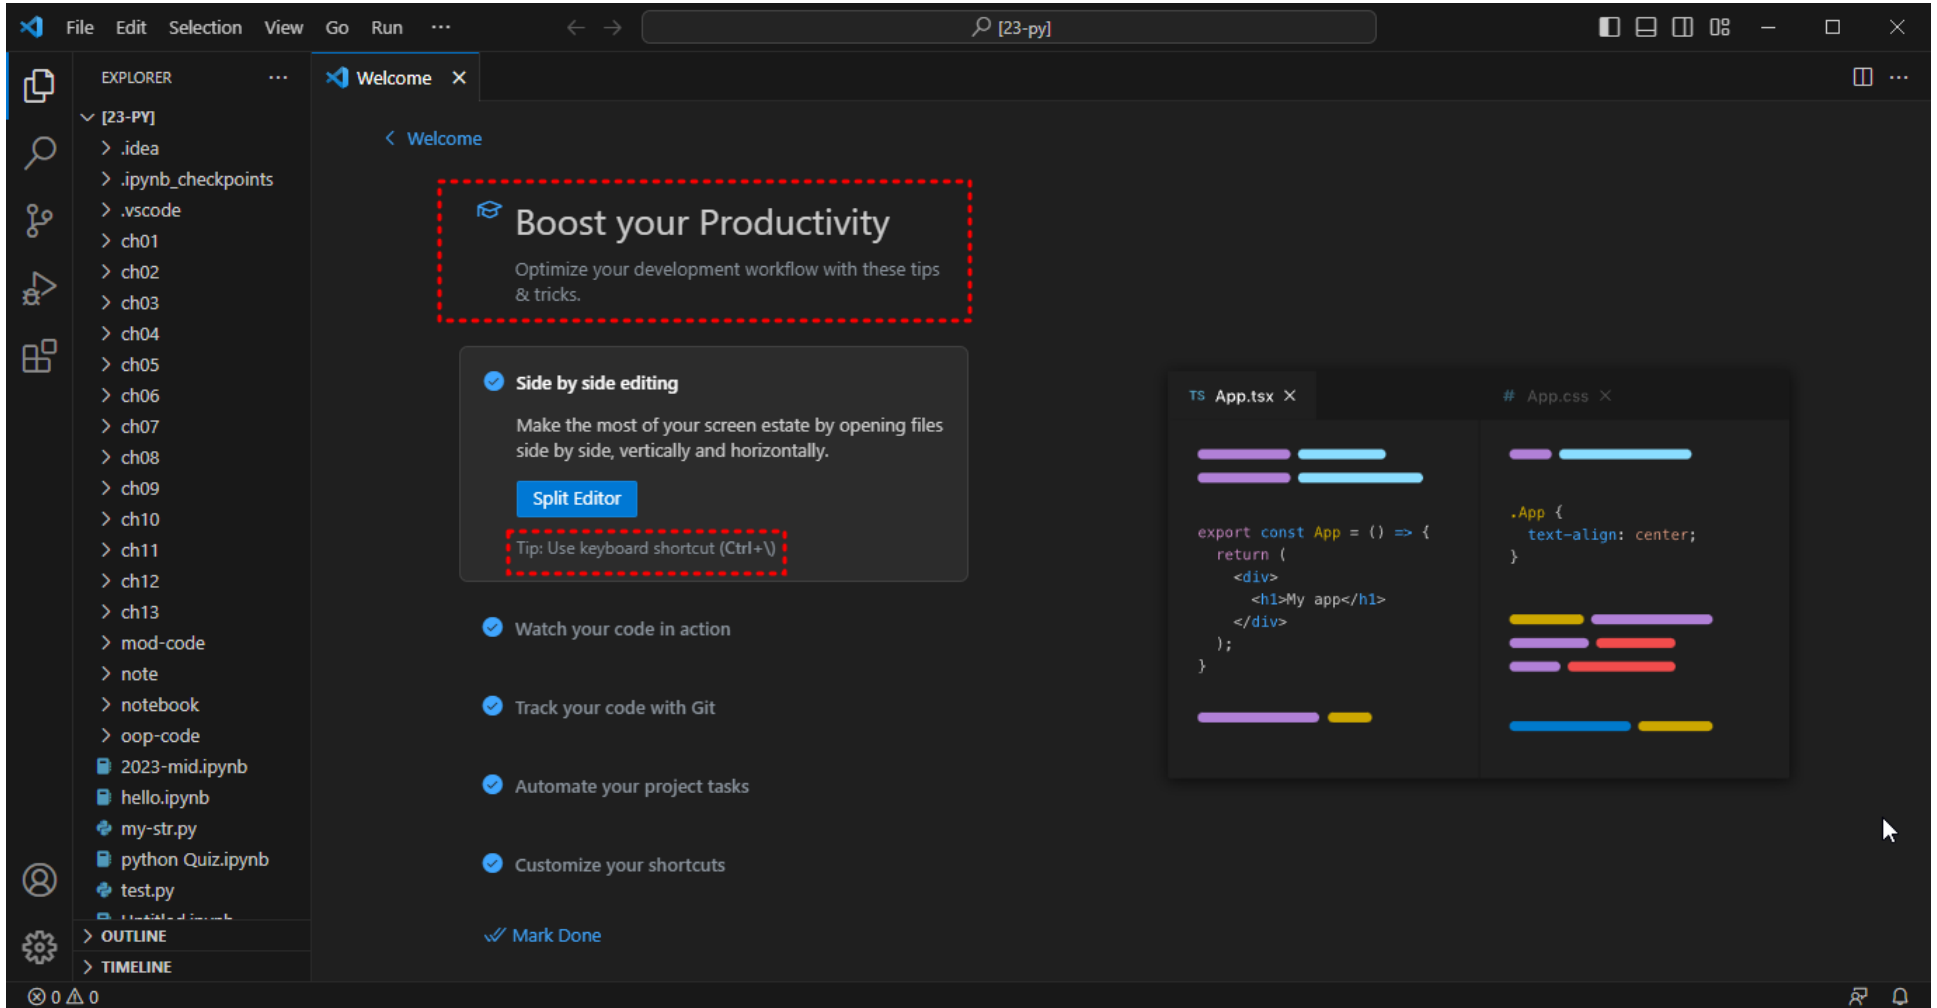 File Edit Selection View Go Run ···
[23-py]
EXPLORER ···
Welcome
[23-PY]
.idea
.ipynb_checkpoints
.vscode
ch01
ch02
ch03
ch04
ch05
ch06
ch07
ch08
ch09
ch10
ch11
ch12
ch13
mod-code
note
notebook
oop-code
2023-mid.ipynb
hello.ipynb
my-str.py
python Quiz.ipynb
test.py
Untitled.ipynb
OUTLINE
TIMELINE
0 0
Welcome
Boost your Productivity
Optimize your development workflow with these tips
& tricks.
Side by side editing
Make the most of your screen estate by opening files
side by side, vertically and horizontally.
Split Editor
Tip: Use keyboard shortcut (Ctrl+\)
Watch your code in action
Track your code with Git
Automate your project tasks
Customize your shortcuts
Mark Done
TS App.tsx
export const App = () => {
return (
<div>
<h1>My app</h1>
</div>
);
}
# App.css
.App {
text-align: center;
}